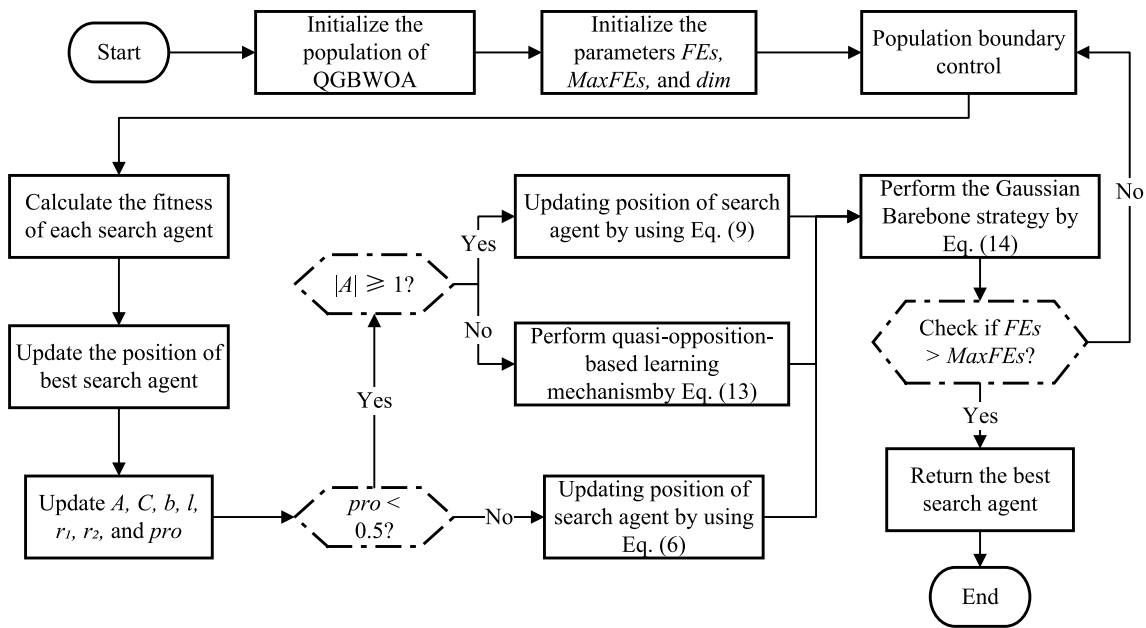 Start
Initialize the
population of
QGBWOA
Initialize the
parameters FEs,
MaxFEs, and dim
Population boundary
control
No
Calculate the fitness
of each search agent
Update the position of
best search agent
Update A, C, b, l,
r₁, r₂, and pro
pro <
0.5?
Yes
No
|A| ⩾ 1?
Yes
No
Updating position of search
agent by using Eq. (9)
Perform quasi-opposition-
based learning
mechanismby Eq. (13)
Updating position of
search agent by using
Eq. (6)
Perform the Gaussian
Barebone strategy by
Eq. (14)
Check if FEs
> MaxFEs?
Yes
Return the best
search agent
End